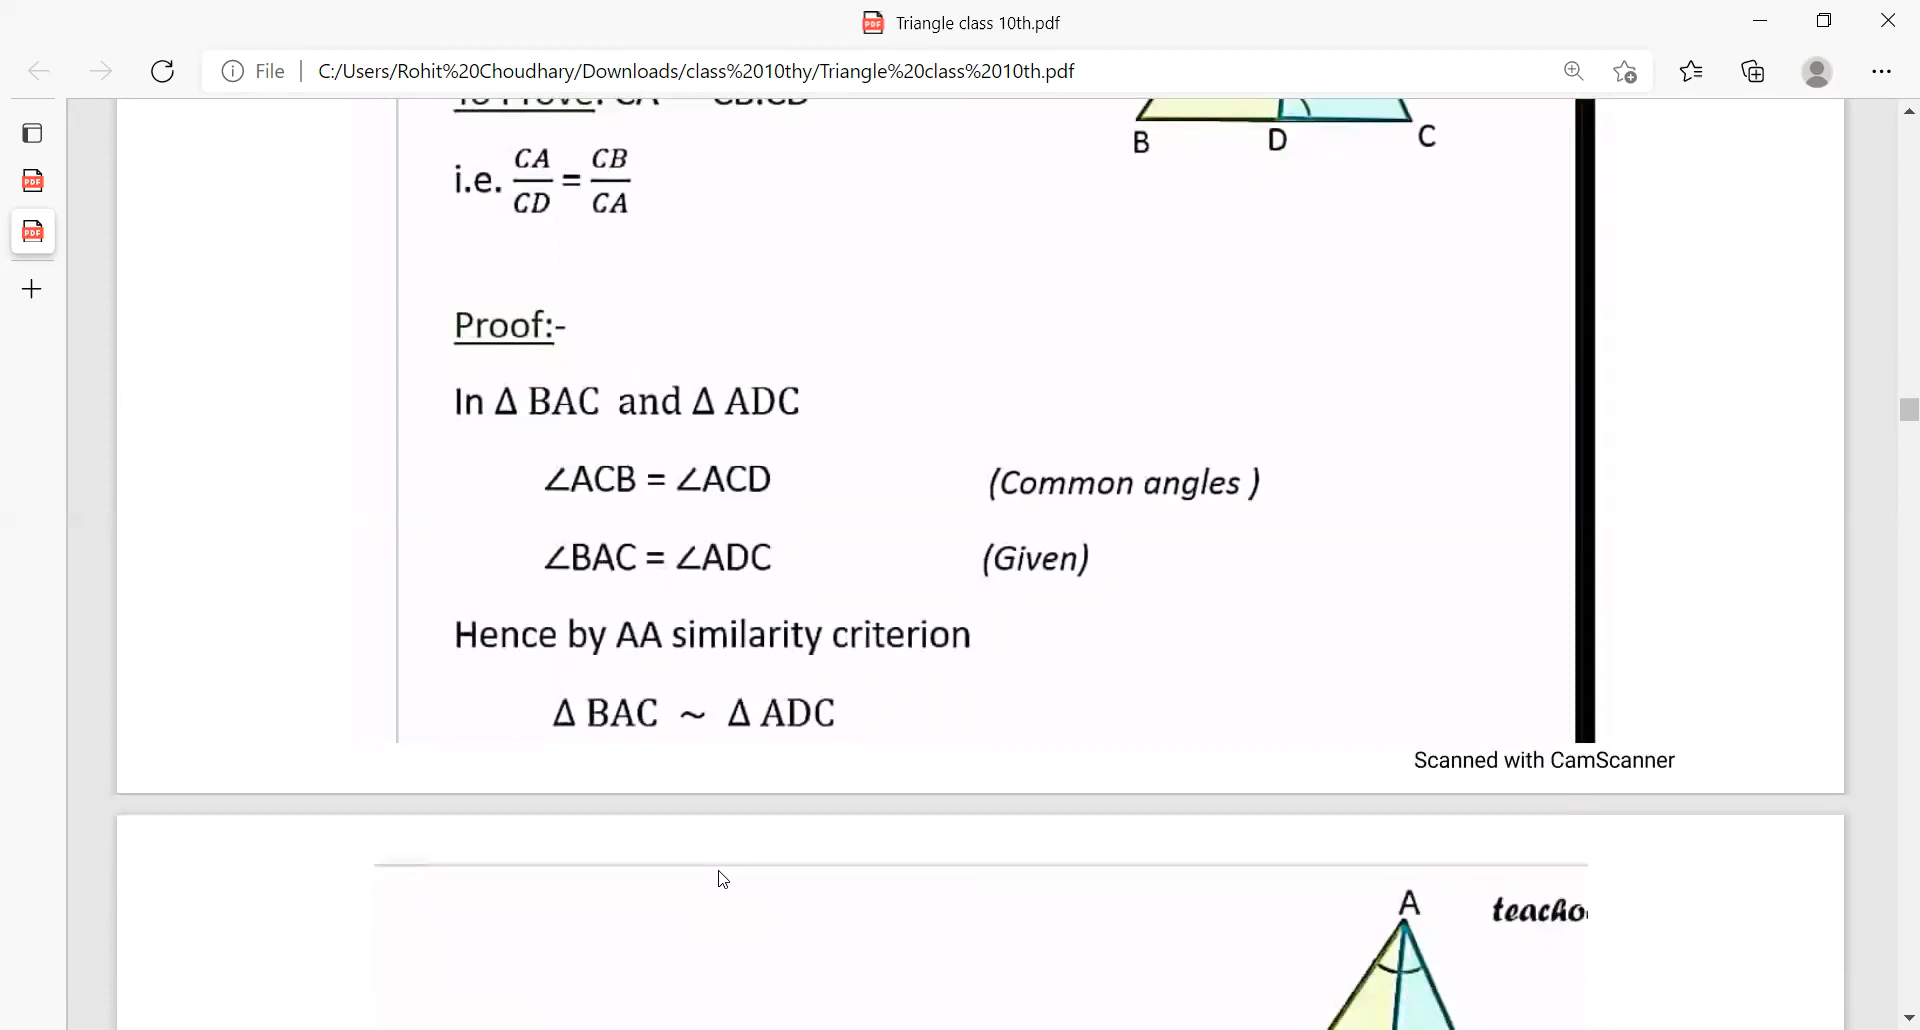 Triangle class 10th.pdf
File | C:/Users/Rohit%20Choudhary/Downloads/class%2010thy/Triangle%20class%2010th.pdf
B D C
i.e. CA/CD = CB/CA
Proof:-
In Δ BAC and Δ ADC
∠ACB = ∠ACD (Common angles )
∠BAC = ∠ADC (Given)
Hence by AA similarity criterion
Δ BAC ~ Δ ADC
Scanned with CamScanner
A